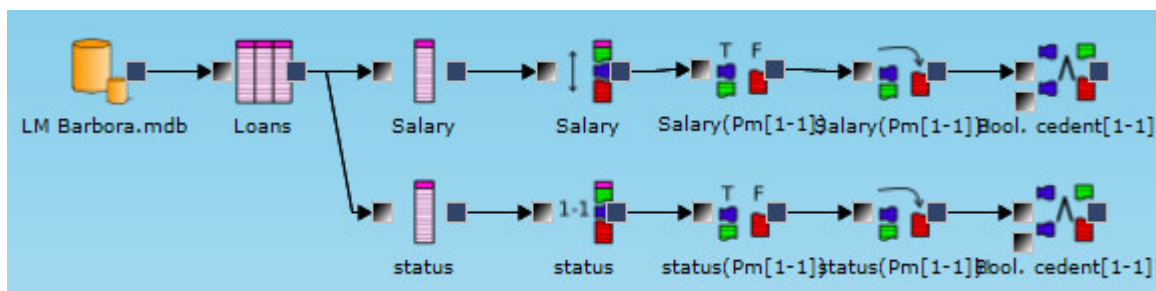 T F
LM Barbora.mdb Loans Salary Salary Salary(Pm[1-1]) Salary(Pm[1-1]) Bool. cedent[1-1]
1-1 T F
status status status(Pm[1-1]) status(Pm[1-1]) Bool. cedent[1-1]